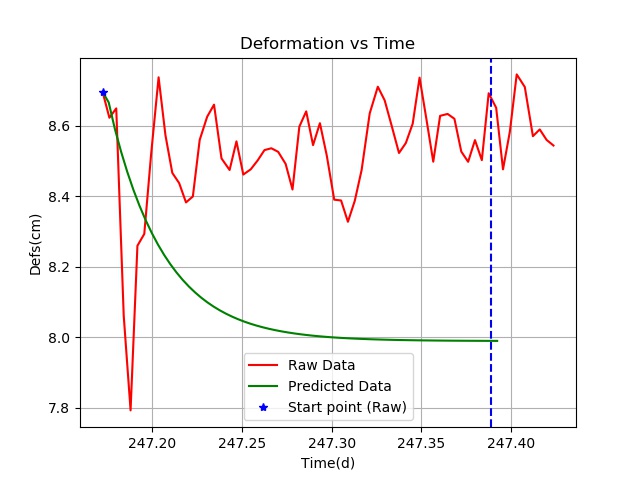 Deformation vs Time
Defs(cm)
8.6
8.4
8.2
8.0
7.8
Raw Data
Predicted Data
Start point (Raw)
247.20 247.25 247.30 247.35 247.40
Time(d)